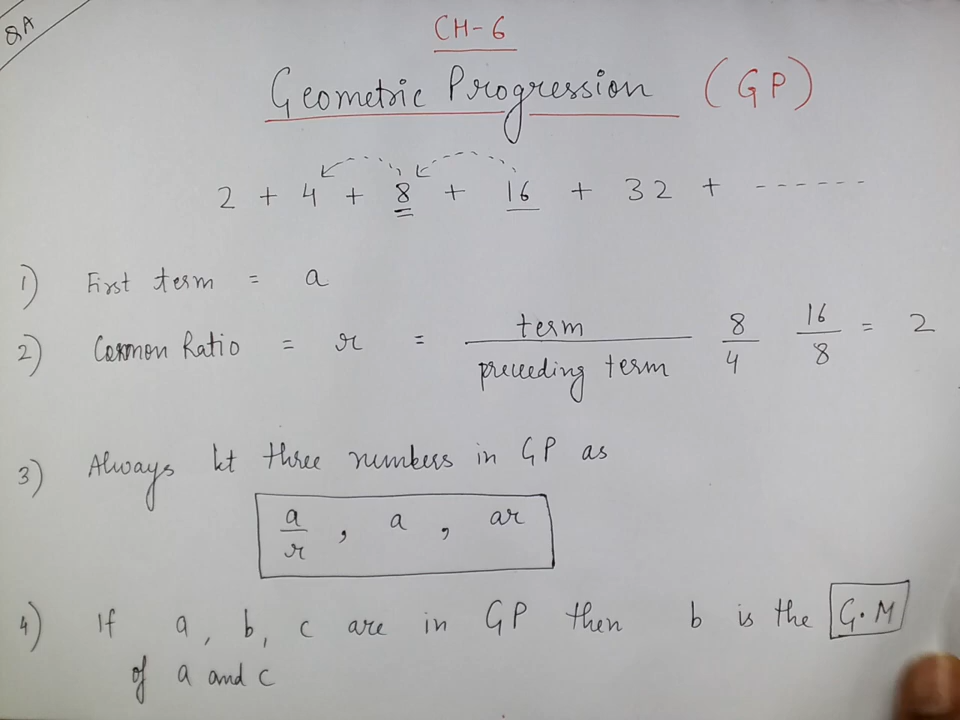 QA
CH-6
Geometric Progression (GP)
2 + 4 + 8 + 16 + 32 + ------
1) First term = a
2) Common Ratio = r = term / preceding term 8/4 16/8 = 2
3) Always let three numbers in GP as
a/r , a , ar
4) If a, b, c are in GP then b is the G.M
of a and c